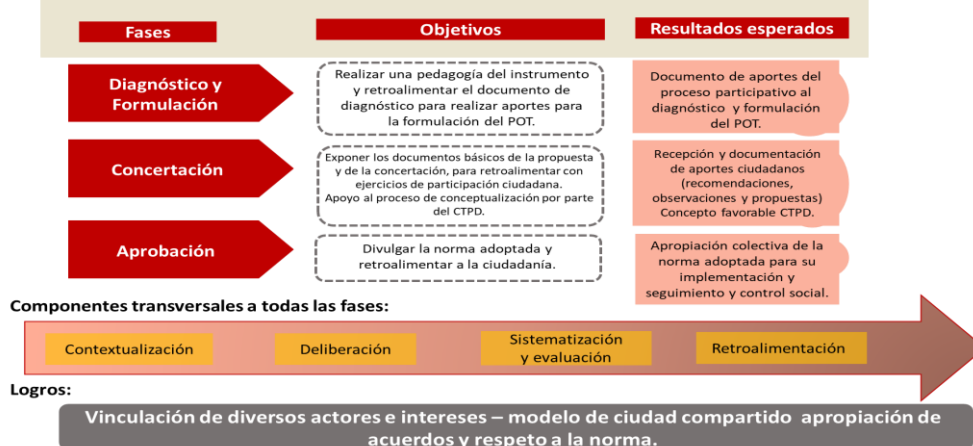 Fases
Objetivos
Resultados esperados
Diagnóstico y
Formulación
Realizar una pedagogía del instrumento
y retroalimentar el documento de
diagnóstico para realizar aportes para
la formulación del POT.
Documento de aportes del
proceso participativo al
diagnóstico y formulación
del POT.
Concertación
Exponer los documentos básicos de la propuesta
y de la concertación, para retroalimentar con
ejercicios de participación ciudadana.
Apoyo al proceso de conceptualización por parte
del CTPD.
Recepción y documentación
de aportes ciudadanos
(recomendaciones,
observaciones y propuestas)
Concepto favorable CTPD.
Aprobación
Divulgar la norma adoptada y
retroalimentar a la ciudadanía.
Apropiación colectiva de la
norma adoptada para su
implementación y
seguimiento y control social.
Componentes transversales a todas las fases:
Contextualización
Deliberación
Sistematización
y evaluación
Retroalimentación
Logros:
Vinculación de diversos actores e intereses – modelo de ciudad compartido apropiación de
acuerdos y respeto a la norma.